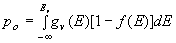 p_o = ∫_{-∞}^{E_v} g_v(E)[1 - f(E)]dE